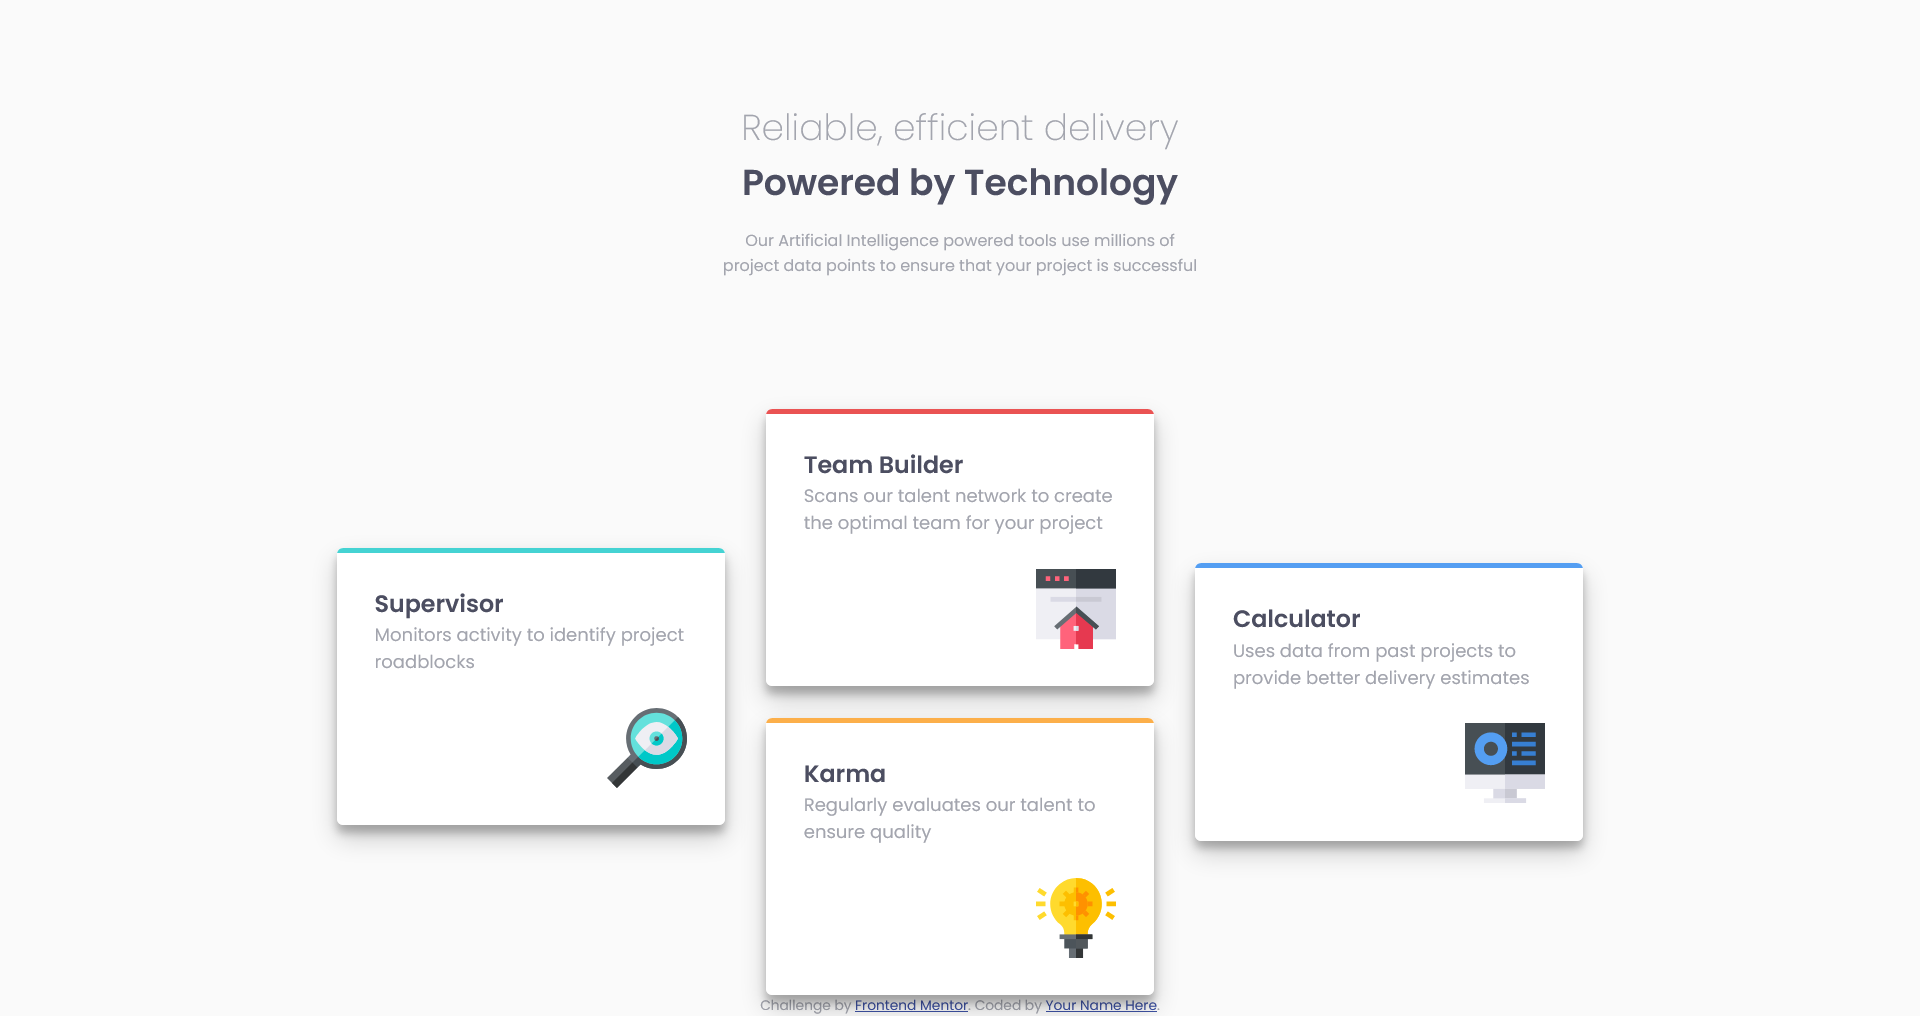 Reliable, efficient delivery
Powered by Technology
Our Artificial Intelligence powered tools use millions of
project data points to ensure that your project is successful
Supervisor
Monitors activity to identify project
roadblocks
Team Builder
Scans our talent network to create
the optimal team for your project
Karma
Regularly evaluates our talent to
ensure quality
Calculator
Uses data from past projects to
provide better delivery estimates
Challenge by Frontend Mentor. Coded by Your Name Here.